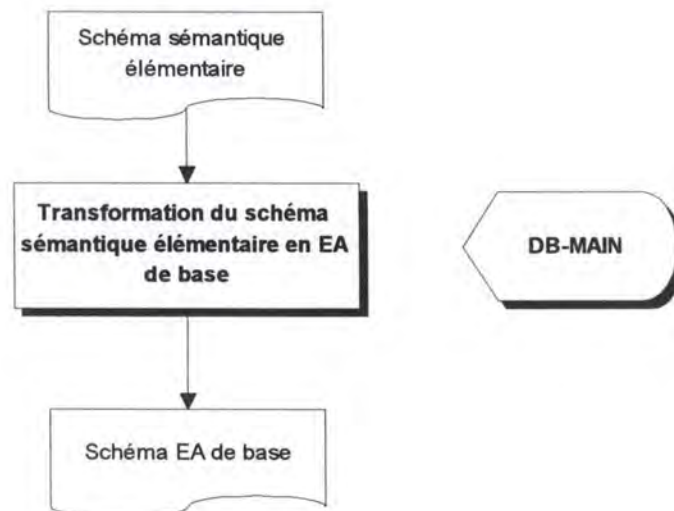 Schéma sémantique
élémentaire
Transformation du schéma
sémantique élémentaire en EA
de base
DB-MAIN
Schéma EA de base